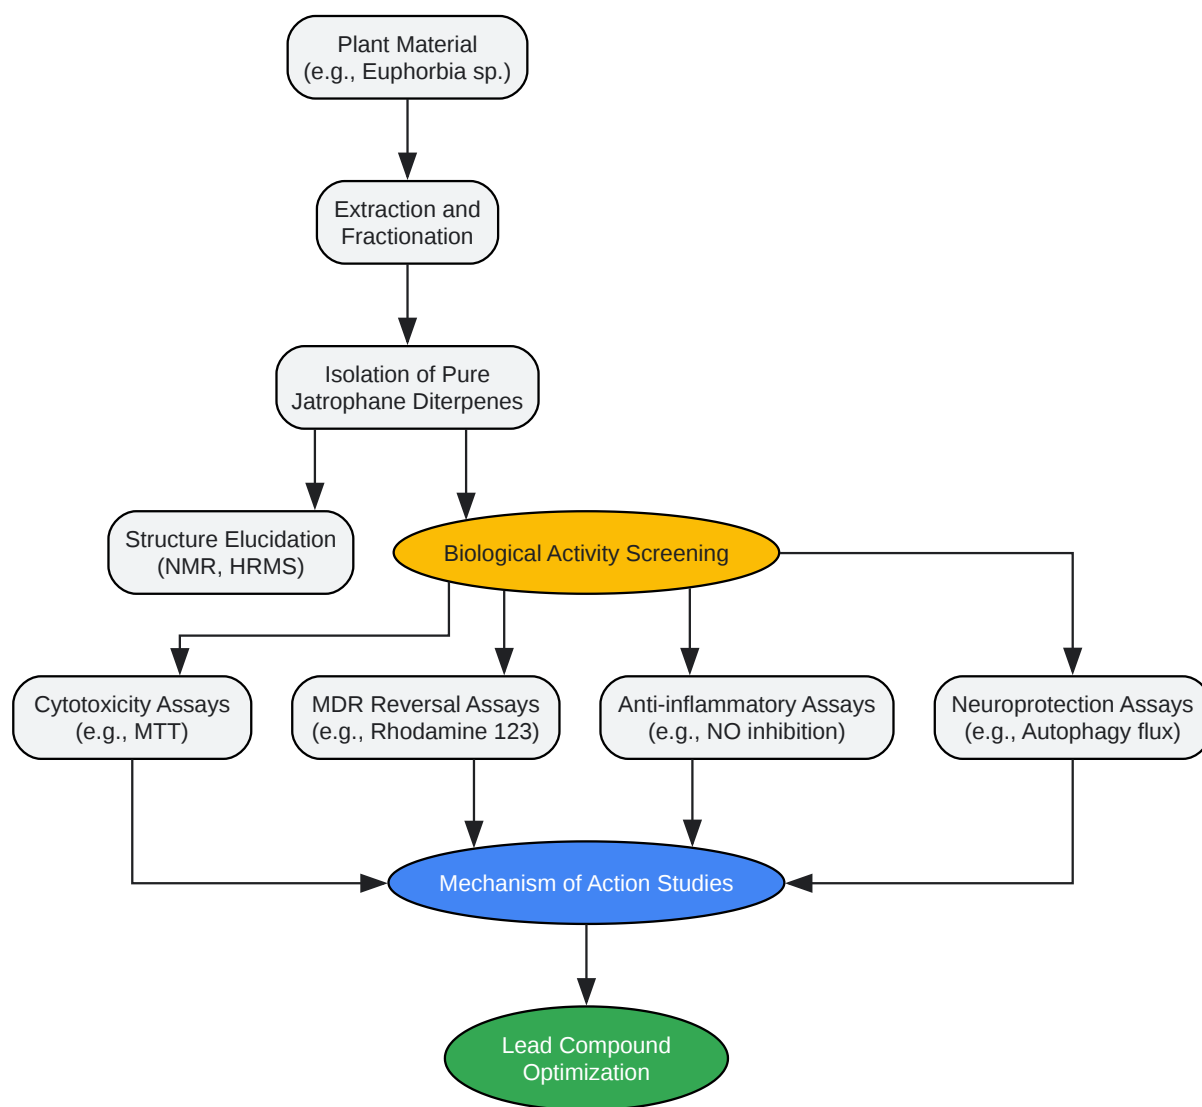 Plant Material
(e.g., Euphorbia sp.)
Extraction and
Fractionation
Isolation of Pure
Jatrophane Diterpenes
Structure Elucidation
(NMR, HRMS)
Biological Activity Screening
Cytotoxicity Assays
(e.g., MTT)
MDR Reversal Assays
(e.g., Rhodamine 123)
Anti-inflammatory Assays
(e.g., NO inhibition)
Neuroprotection Assays
(e.g., Autophagy flux)
Mechanism of Action Studies
Lead Compound
Optimization